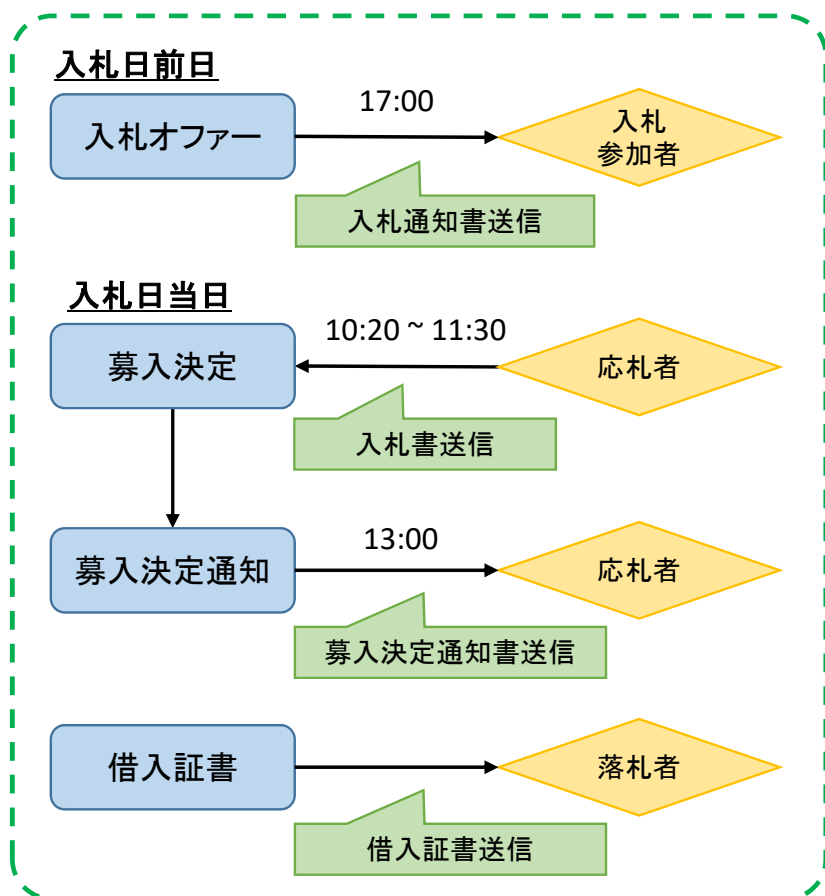 入札日前日
入札オファー
17:00
入札
参加者
入札通知書送信
入札日当日
募入決定
10:20 ~ 11:30
応札者
入札書送信
募入決定通知
13:00
応札者
募入決定通知書送信
借入証書
落札者
借入証書送信